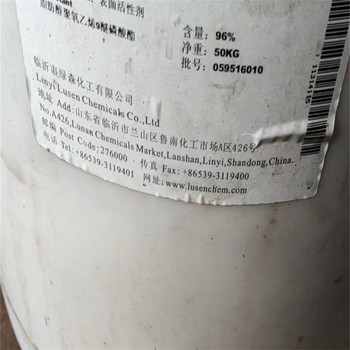 表面活性剂
脂肪醇聚氧乙烯9醚磷酸酯
含量: 96%
净重: 50KG
批号: 059516010
临沂市绿森化工有限公司
Linyi Lusen Chemicals Co.,Ltd
地址 Add:山东省临沂市兰山区鲁南化工市场A区426号
No.A426,Lunan Chemicals Market,Lanshan,Linyi,Shandong,China.
邮编 Post Code:276000 传真 Fax: +86539-3119400
电话 Tel:+86539-3119401 网址:www.lusenchem.com